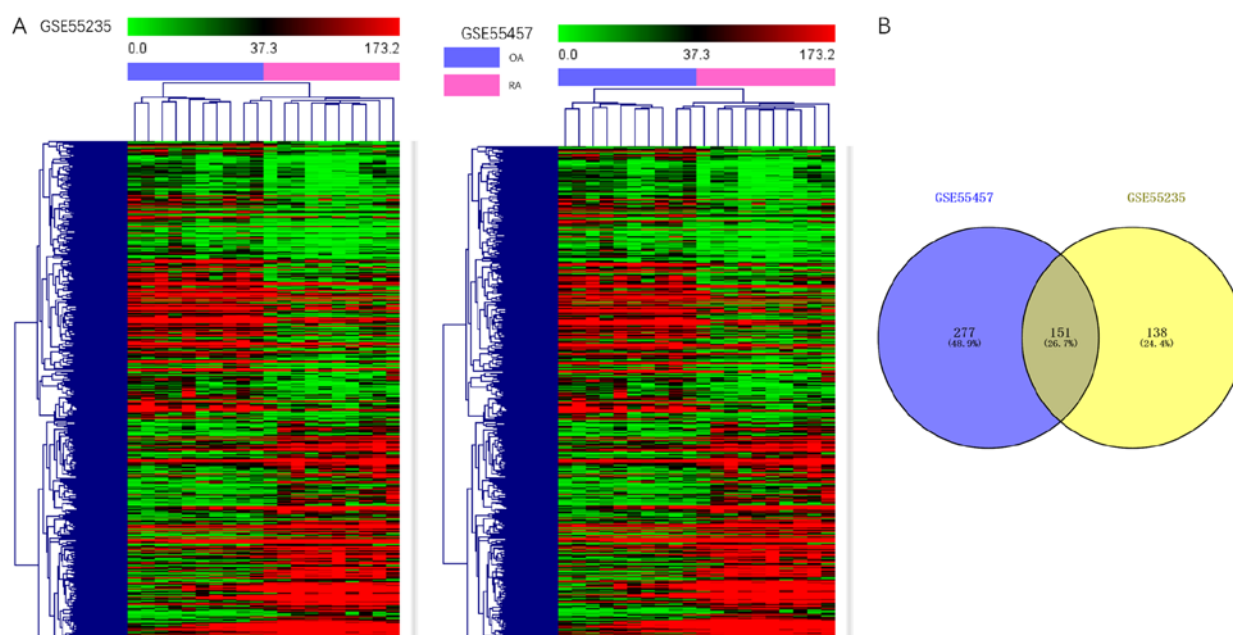 A
GSE55235
0.0 37.3 173.2
GSE55457
0.0 37.3 173.2
OA
RA
B
GSE55457 GSE55235
277 151 138
(48.9%) (26.7%) (24.4%)